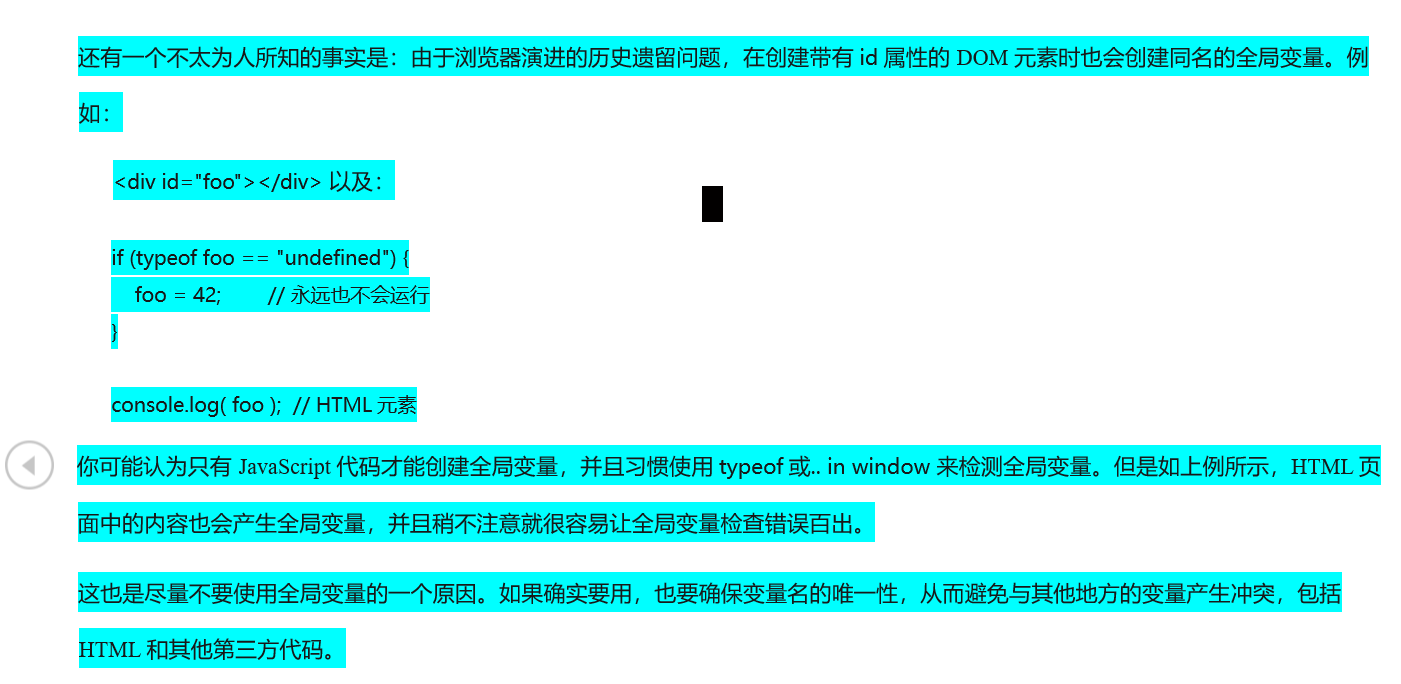 还有一个不太为人所知的事实是：由于浏览器演进的历史遗留问题，在创建带有 id 属性的 DOM 元素时也会创建同名的全局变量。例
如：
<div id="foo"></div> 以及：
if (typeof foo == "undefined") {
    foo = 42;        // 永远也不会运行
}
console.log( foo );  // HTML 元素
你可能认为只有 JavaScript 代码才能创建全局变量，并且习惯使用 typeof 或.. in window 来检测全局变量。但是如上例所示，HTML 页
面中的内容也会产生全局变量，并且稍不注意就很容易让全局变量检查错误百出。
这也是尽量不要使用全局变量的一个原因。如果确实要用，也要确保变量名的唯一性，从而避免与其他地方的变量产生冲突，包括
HTML 和其他第三方代码。